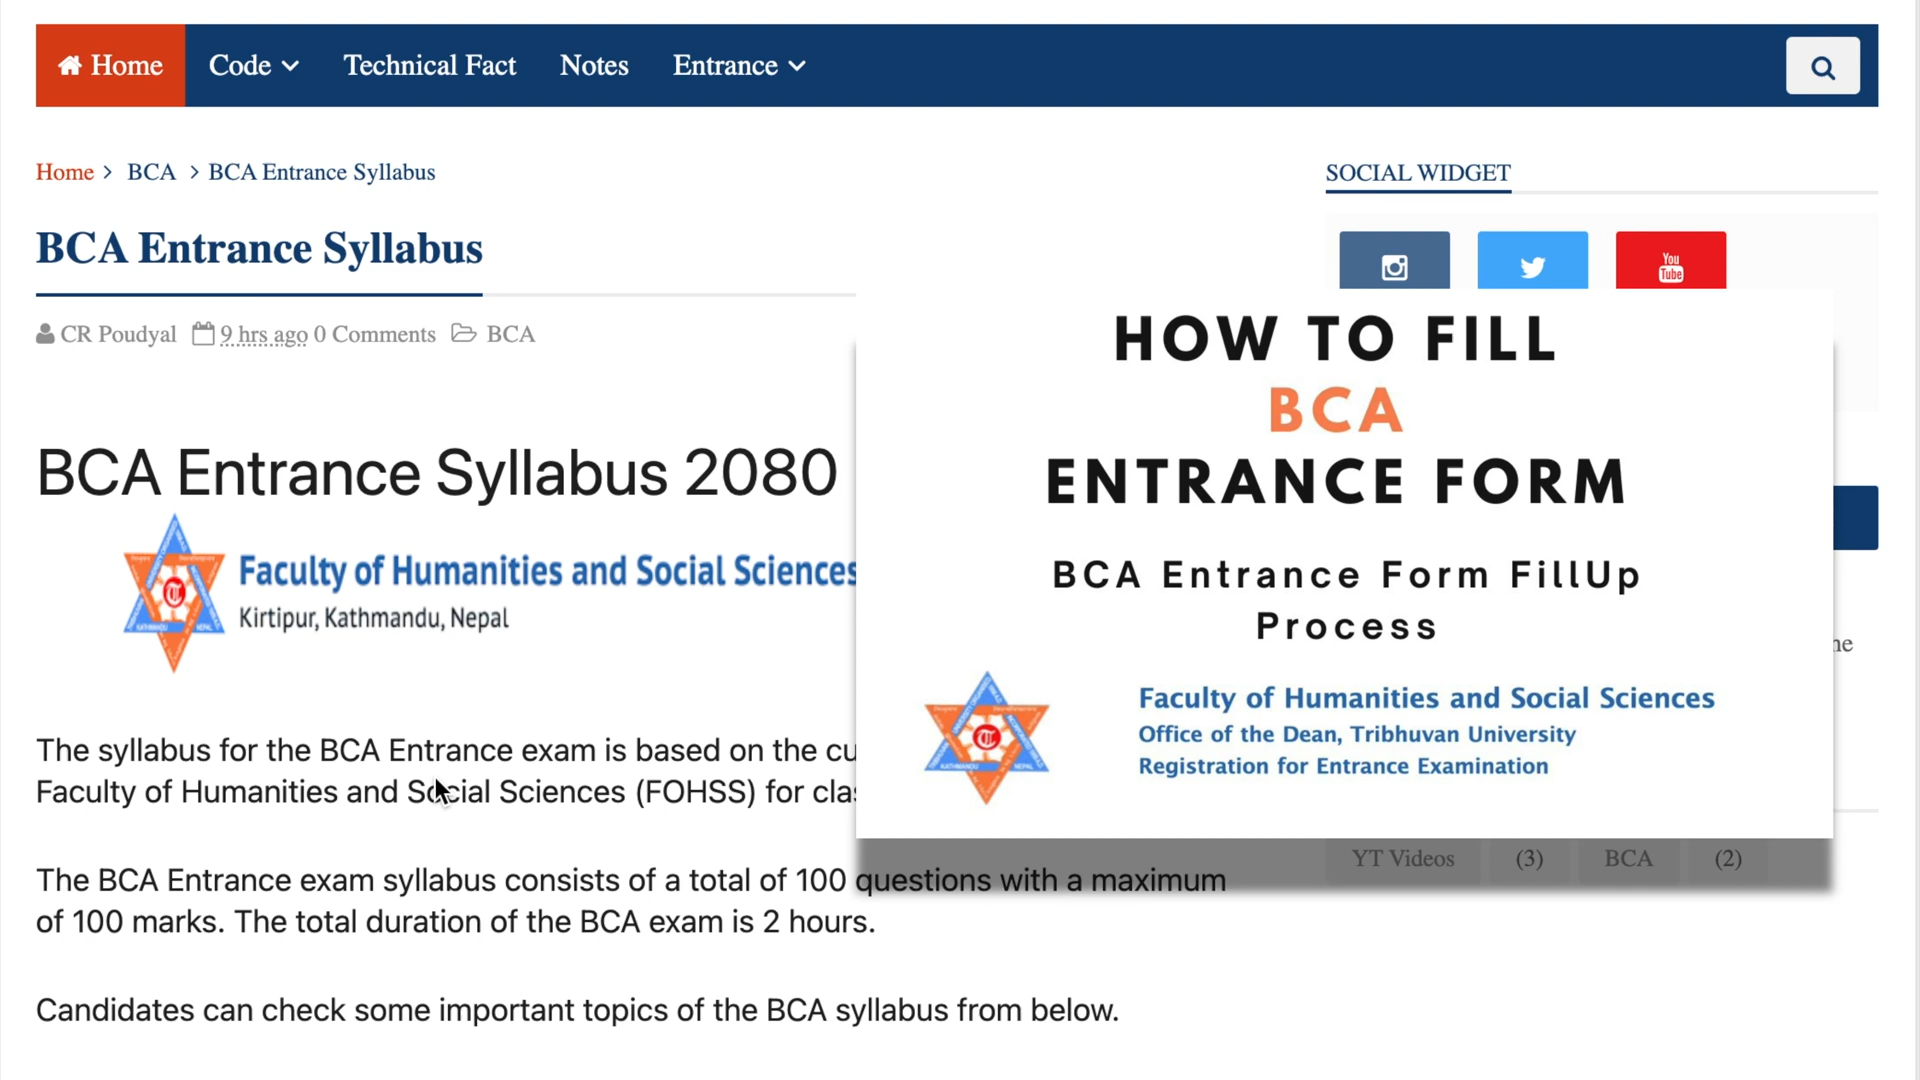 Home Code Technical Fact Notes Entrance
Home > BCA > BCA Entrance Syllabus
SOCIAL WIDGET
BCA Entrance Syllabus
You
Tube
CR Poudyal 9 hrs ago 0 Comments BCA
HOW TO FILL
BCA
ENTRANCE FORM
BCA Entrance Syllabus 2080
BCA Entrance Form FillUp
Process
Faculty of Humanities and Social Sciences
Kirtipur, Kathmandu, Nepal
Faculty of Humanities and Social Sciences
Office of the Dean, Tribhuvan University
Registration for Entrance Examination
The syllabus for the BCA Entrance exam is based on the
Faculty of Humanities and Social Sciences (FOHSS) for
YT Videos (3) BCA (2)
The BCA Entrance exam syllabus consists of a total of 100 questions with a maximum
of 100 marks. The total duration of the BCA exam is 2 hours.
Candidates can check some important topics of the BCA syllabus from below.